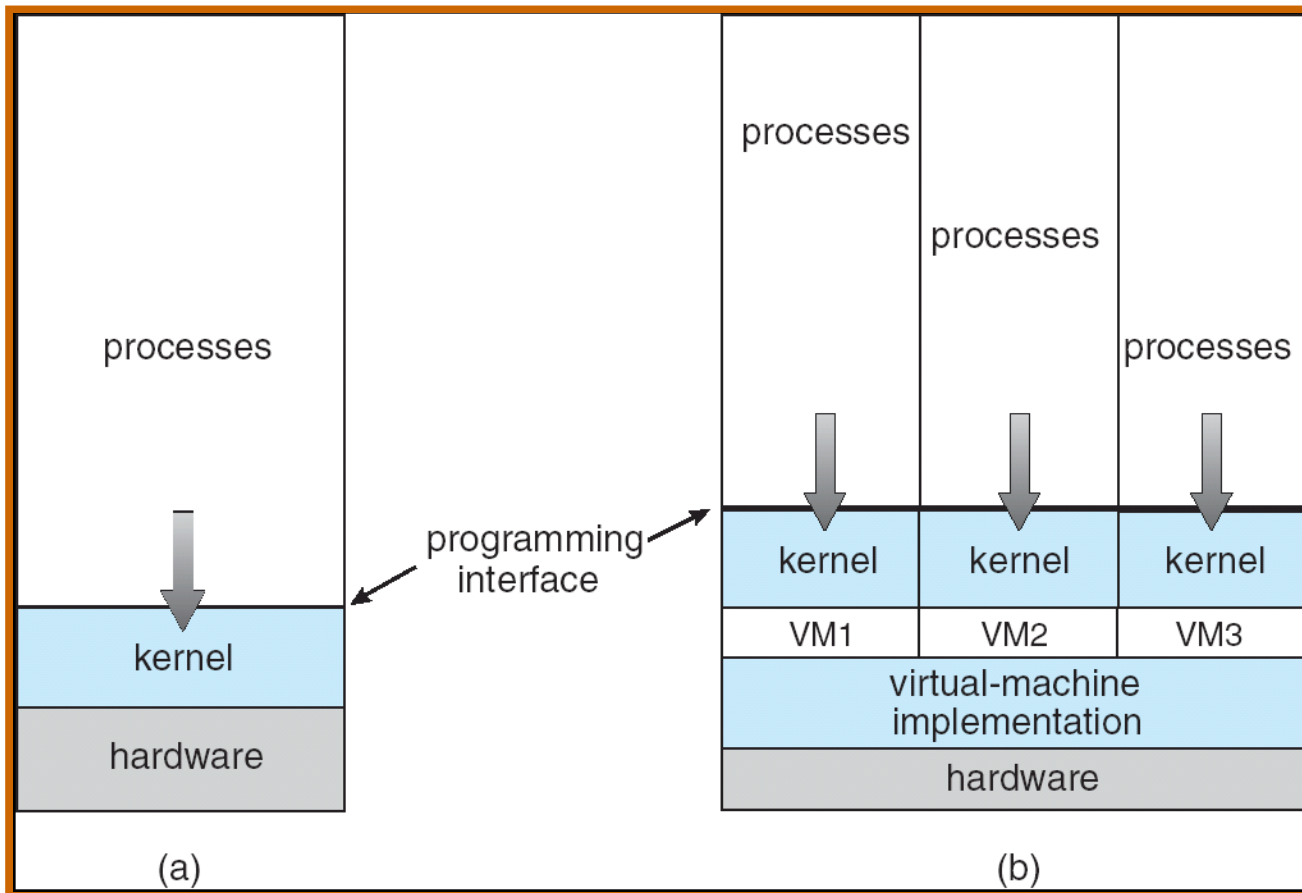 processes
kernel
hardware
(a)
programming
interface
processes
processes
processes
kernel
kernel
kernel
VM1
VM2
VM3
virtual-machine
implementation
hardware
(b)